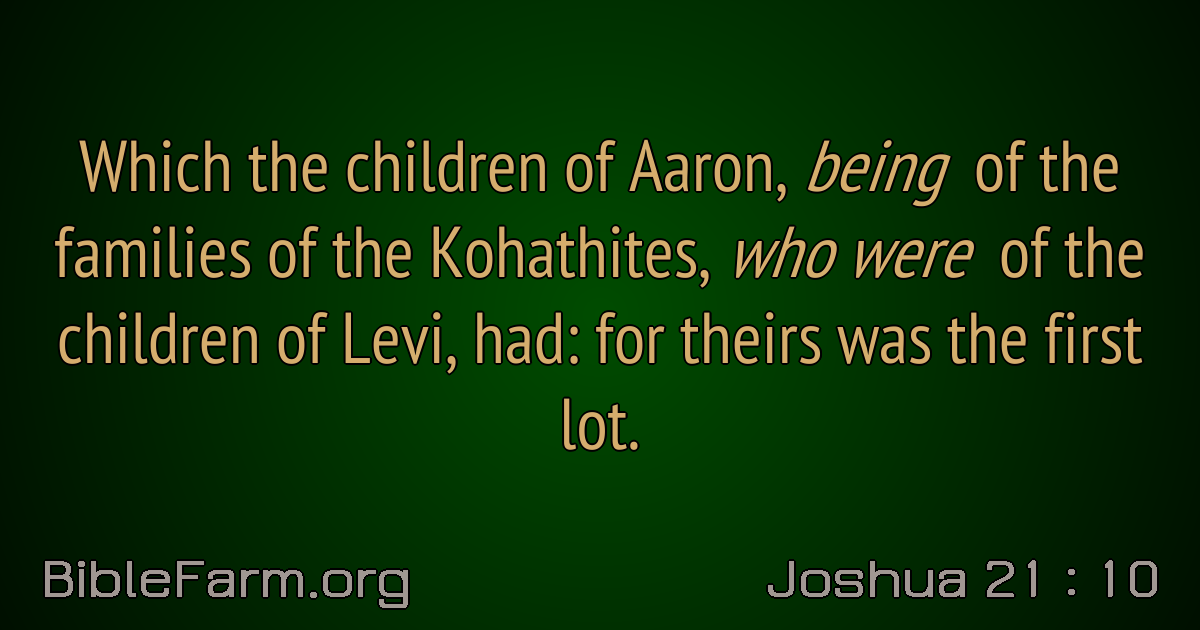 Which the children of Aaron, being of the
families of the Kohathites, who were of the
children of Levi, had: for theirs was the first
lot.
BibleFarm.org
Joshua 21 : 10